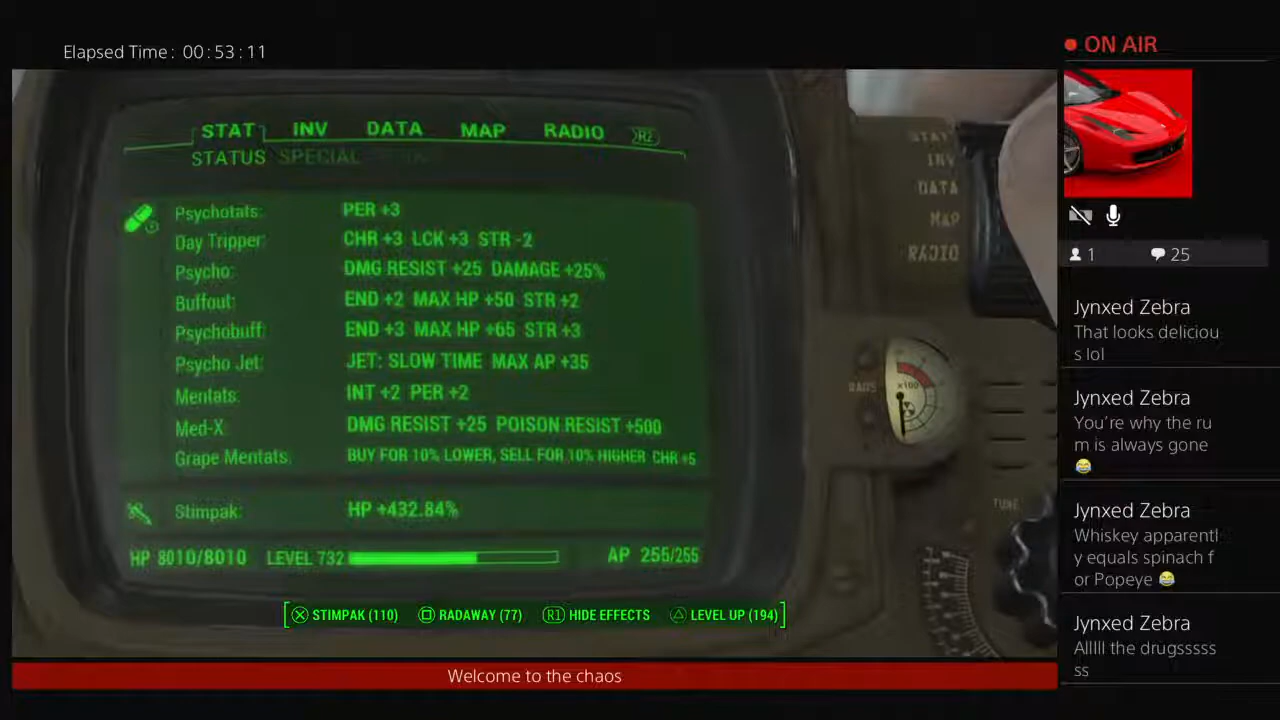 Elapsed Time: 00:53:11
ON AIR
STAT INV DATA MAP RADIO R2
STATUS SPECIAL
Psychotats: PER +3
Day Tripper: CHR +3 LCK +3 STR -2
Psycho: DMG RESIST +25 DAMAGE +25%
Buffout: END +2 MAX HP +50 STR +2
Psychobuff: END +3 MAX HP +65 STR +3
Psycho Jet: JET: SLOW TIME MAX AP +35
Mentats: INT +2 PER +2
Med-X: DMG RESIST +25 POISON RESIST +500
Grape Mentats: BUY FOR 10% LOWER, SELL FOR 10% HIGHER CHR +5
Stimpak: HP +432.84%
HP 8010/8010 LEVEL 732 AP 255/255
STIMPAK (110) RADAWAY (77) R1 HIDE EFFECTS LEVEL UP (194)
STAT
INV
DATA
MAP
RADIO
RADS
x100
TUNE
Welcome to the chaos
1 25
Jynxed Zebra
That looks deliciou
s lol
Jynxed Zebra
You're why the ru
m is always gone
😂
Jynxed Zebra
Whiskey apparentl
y equals spinach f
or Popeye 😂
Jynxed Zebra
Alllll the drugsssss
ss